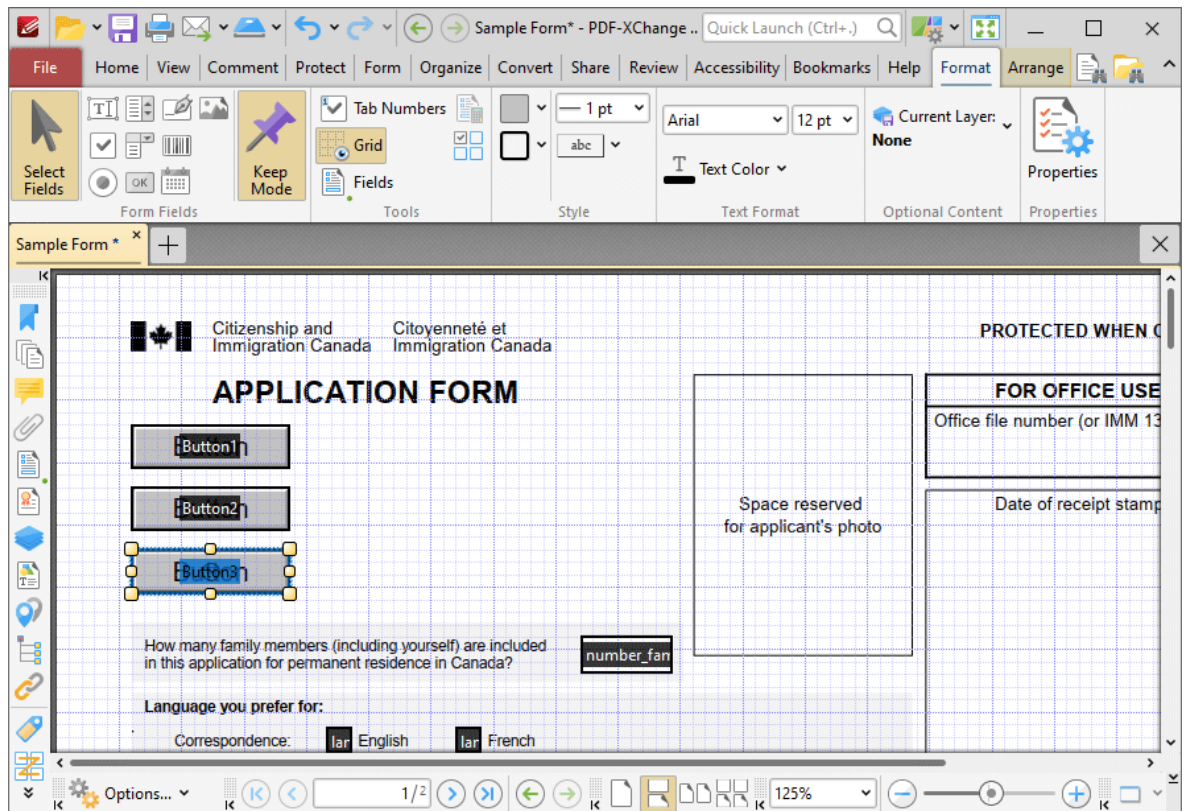 Sample Form* - PDF-XChange ..
Quick Launch (Ctrl+.)
File Home View Comment Protect Form Organize Convert Share Review Accessibility Bookmarks Help Format Arrange
Select Fields
OK
Keep Mode
Tab Numbers
Grid
Fields
1 pt
abc
Arial
12 pt
Text Color
Current Layer:
None
Properties
Form Fields
Tools
Style
Text Format
Optional Content
Properties
Sample Form *
Citizenship and
Immigration Canada
Citoyenneté et
Immigration Canada
PROTECTED WHEN
APPLICATION FORM
FOR OFFICE USE
Office file number (or IMM 13
Button1
Button2
Button3
Space reserved
for applicant's photo
Date of receipt stamp
How many family members (including yourself) are included
in this application for permanent residence in Canada?
number_fam
Language you prefer for:
Correspondence:
lar English
lar French
Options...
1/2
125%